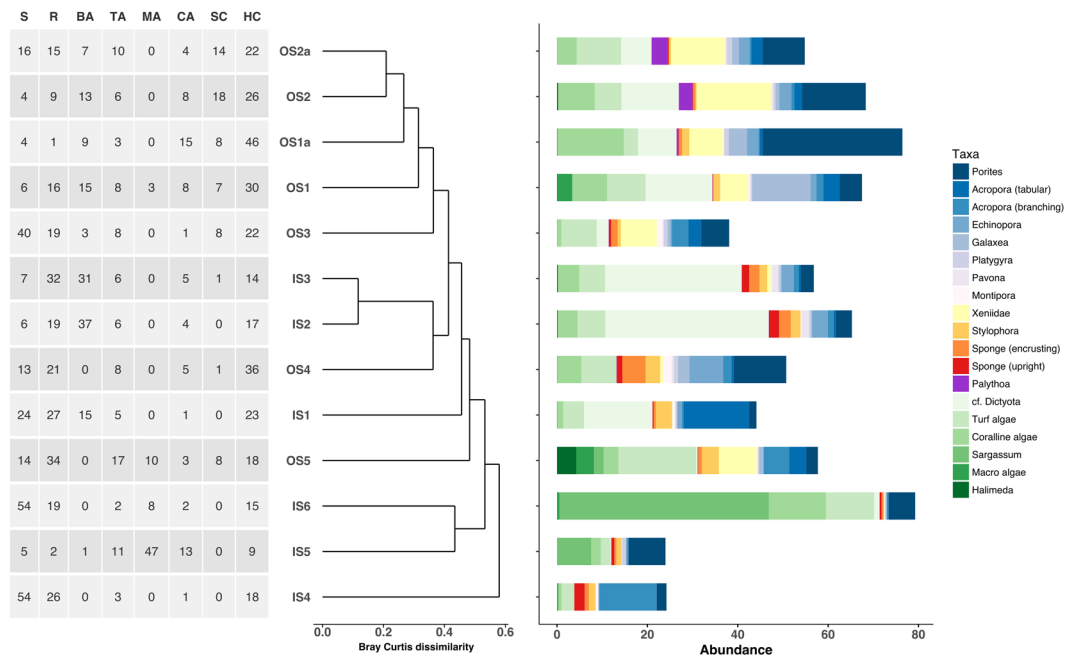 S R BA TA MA CA SC HC
16 15 7 10 0 4 14 22 OS2a
4 9 13 6 0 8 18 26 OS2
4 1 9 3 0 15 8 46 OS1a
6 16 15 8 3 8 7 30 OS1
40 19 3 8 0 1 8 22 OS3
7 32 31 6 0 5 1 14 IS3
6 19 37 6 0 4 0 17 IS2
13 21 0 8 0 5 1 36 OS4
24 27 15 5 0 1 0 23 IS1
14 34 0 17 10 3 8 18 OS5
54 19 0 2 8 2 0 15 IS6
5 2 1 11 47 13 0 9 IS5
54 26 0 3 0 1 0 18 IS4
0.0 0.2 0.4 0.6
Bray Curtis dissimilarity
0 20 40 60 80
Abundance
Taxa
Porites
Acropora (tabular)
Acropora (branching)
Echinopora
Galaxea
Platygyra
Pavona
Montipora
Xeniidae
Stylophora
Sponge (encrusting)
Sponge (upright)
Palythoa
cf. Dictyota
Turf algae
Coralline algae
Sargassum
Macro algae
Halimeda